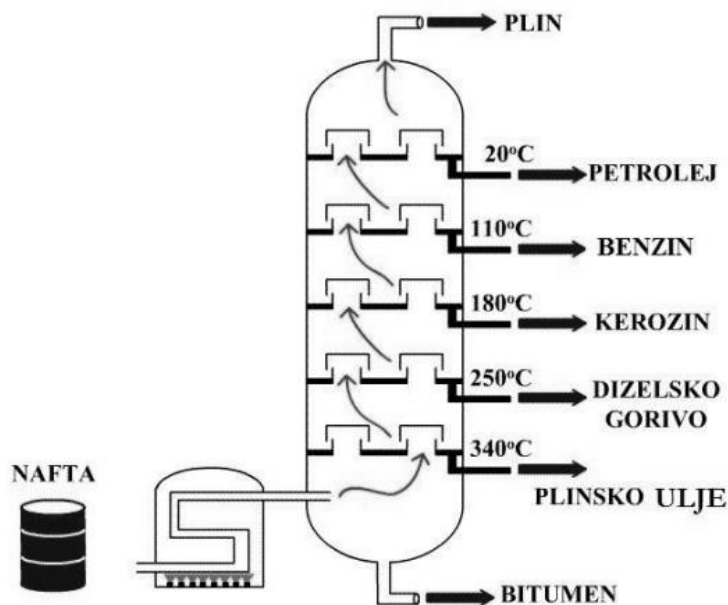 PLIN
20°C
PETROLEJ
110°C
BENZIN
180°C
KEROZIN
250°C
DIZELSKO
GORIVO
340°C
NAFTA
PLINSKO ULJE
BITUMEN